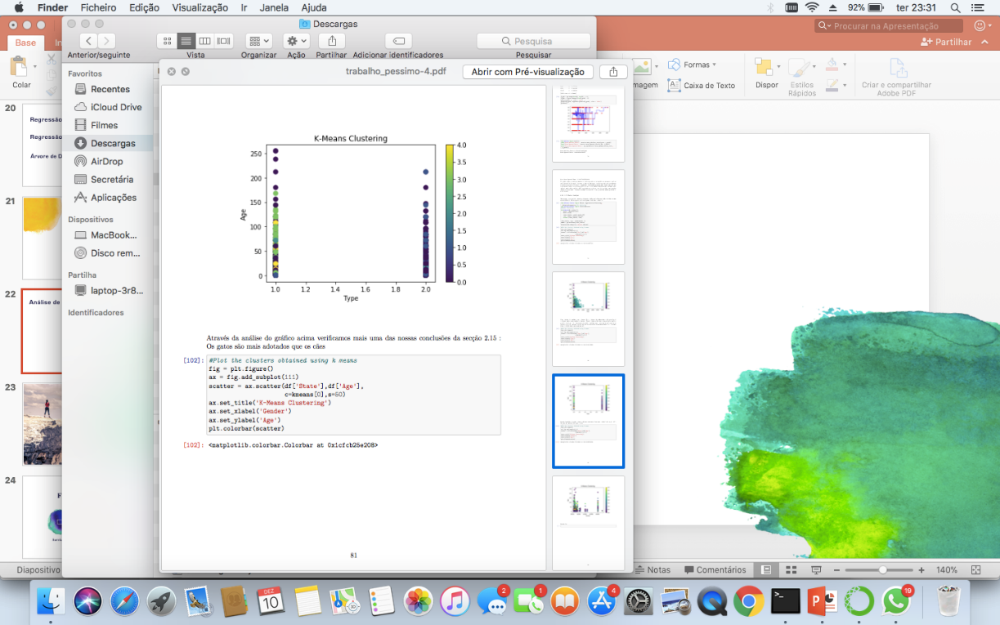 Finder Ficheiro Edição Visualização Ir Janela Ajuda
92% ter 23:31
Descargas
Procurar na Apresentação
Base
In
Partilhar
Anterior/seguinte
Vista
Organizar
Ação
Partilhar
Adicionar Identificadores
Pesquisa
Pesquisar
Colar
Formas
Caixa de Texto
Dispor
Estilos
Rápidos
Criar e compartilhar
Adobe PDF
Favoritos
Recentes
iCloud Drive
Filmes
Descargas
AirDrop
Secretária
Aplicações
Dispositivos
MacBook...
Disco rem...
Partilha
laptop-3r8...
Identificadores
20
Regressão
Regressão
Árvore de D
21
22
Análise de
23
24
F
Diapositivo
trabalho_pessimo-4.pdf
Abrir com Pré-visualização
K-Means Clustering
250
200
150
100
50
0
Age
1.0 1.2 1.4 1.6 1.8 2.0
Type
4.0
3.5
3.0
2.5
2.0
1.5
1.0
0.5
0.0
Através da análise do gráfico acima verificamos mais uma das nossas conclusões da secção 2.15 :
Os gatos são mais adotados que os cães
[102]: #Plot the clusters obtained using k means
fig = plt.figure()
ax = fig.add_subplot(111)
scatter = ax.scatter(df['State'],df['Age'],
c=kmeans[0],s=50)
ax.set_title('K-Means Clustering')
ax.set_xlabel('Gender')
ax.set_ylabel('Age')
plt.colorbar(scatter)
[102]: <matplotlib.colorbar.Colorbar at 0x1cfcb25e208>
81
Notas
Comentários
140%
DEZ
10
2
1
4
19